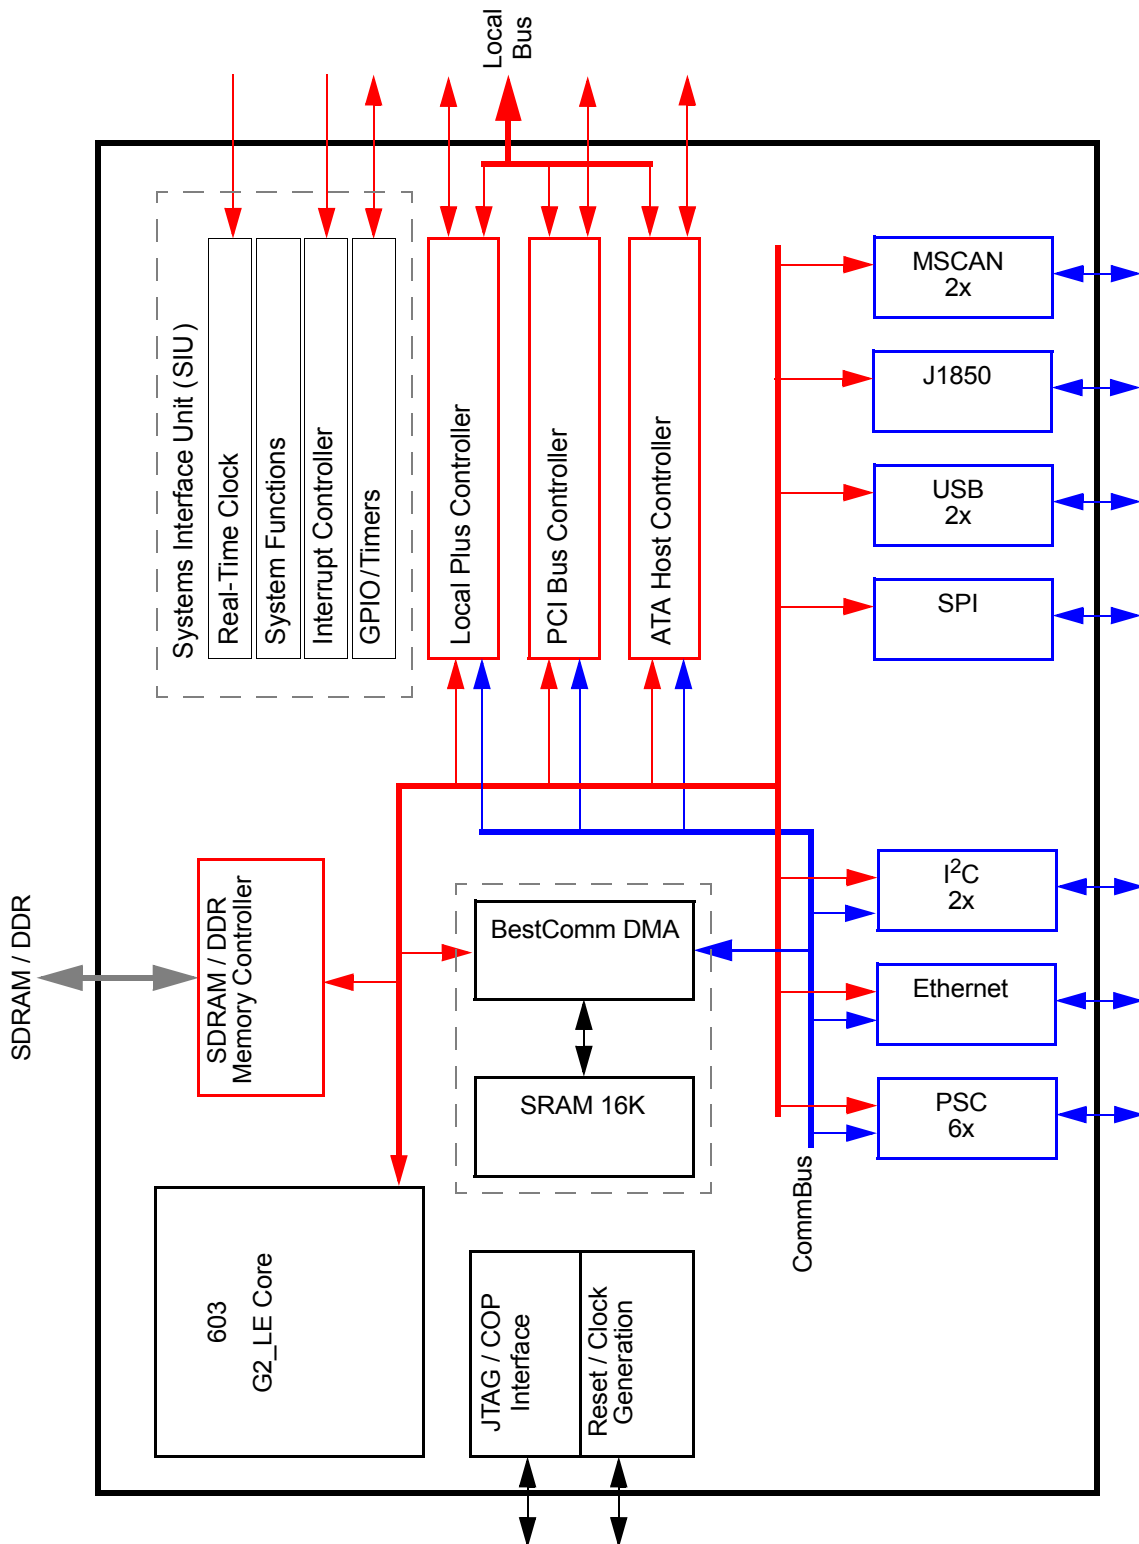 Local
Bus
Systems Interface Unit (SIU)
Real-Time Clock
System Functions
Interrupt Controller
GPIO/Timers
Local Plus Controller
PCI Bus Controller
ATA Host Controller
MSCAN
2x
J1850
USB
2x
SPI
SDRAM / DDR
SDRAM / DDR
Memory Controller
BestComm DMA
SRAM 16K
I²C
2x
Ethernet
PSC
6x
CommBus
603
G2_LE Core
JTAG / COP
Interface
Reset / Clock
Generation